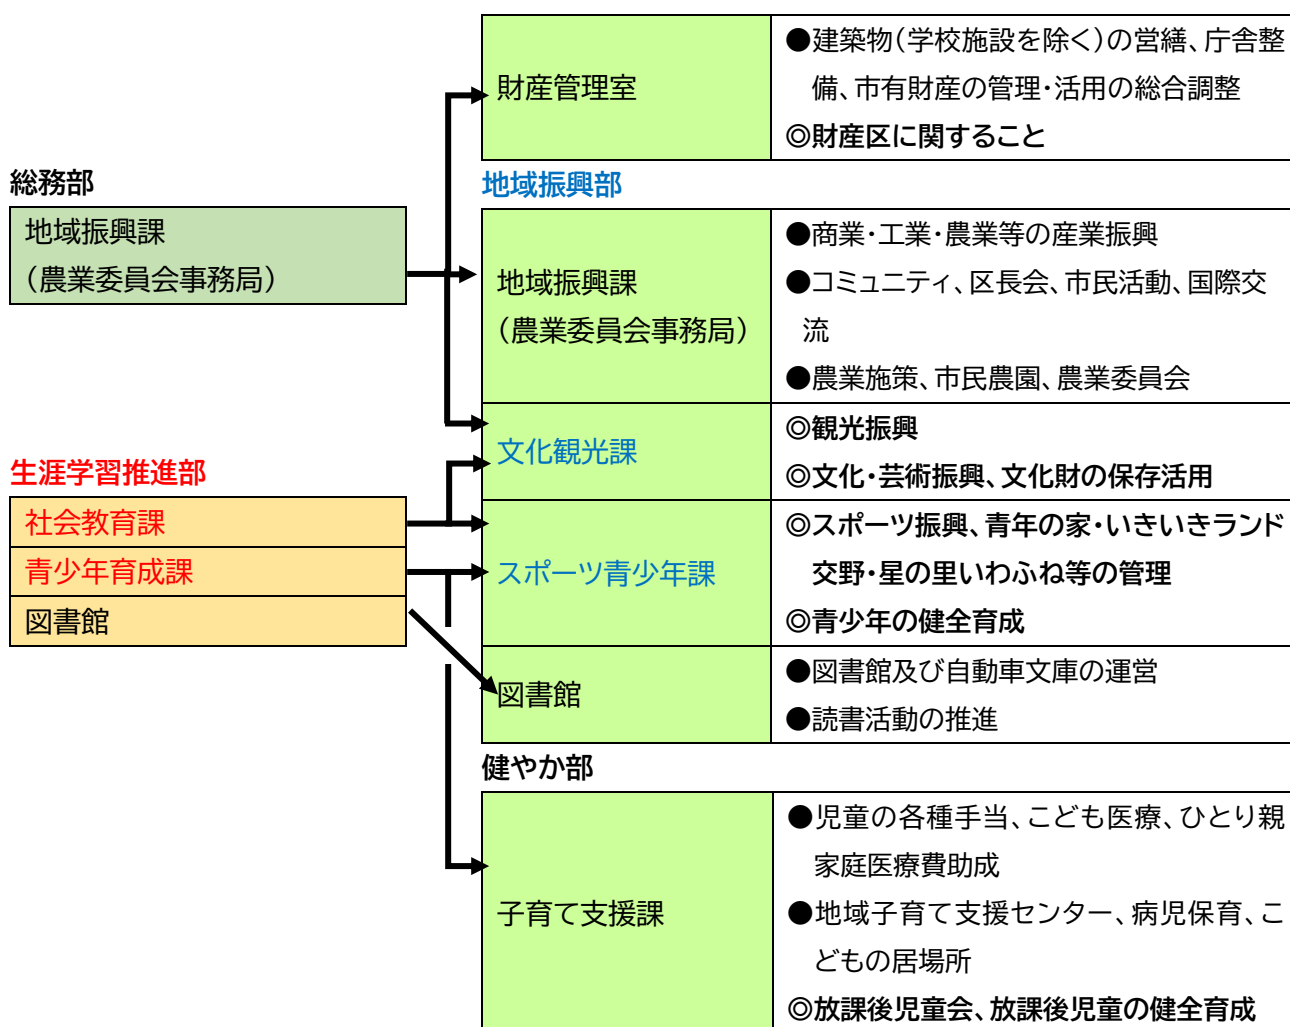 財産管理室
●建築物(学校施設を除く)の営繕、庁舎整
備、市有財産の管理・活用の総合調整
◎財産区に関すること
総務部
地域振興課
(農業委員会事務局)
地域振興部
地域振興課
(農業委員会事務局)
●商業・工業・農業等の産業振興
●コミュニティ、区長会、市民活動、国際交
流
●農業施策、市民農園、農業委員会
文化観光課
◎観光振興
◎文化・芸術振興、文化財の保存活用
生涯学習推進部
社会教育課
青少年育成課
図書館
スポーツ青少年課
◎スポーツ振興、青年の家・いきいきランド
交野・星の里いわふね等の管理
◎青少年の健全育成
図書館
●図書館及び自動車文庫の運営
●読書活動の推進
健やか部
子育て支援課
●児童の各種手当、こども医療、ひとり親
家庭医療費助成
●地域子育て支援センター、病児保育、こ
どもの居場所
◎放課後児童会、放課後児童の健全育成